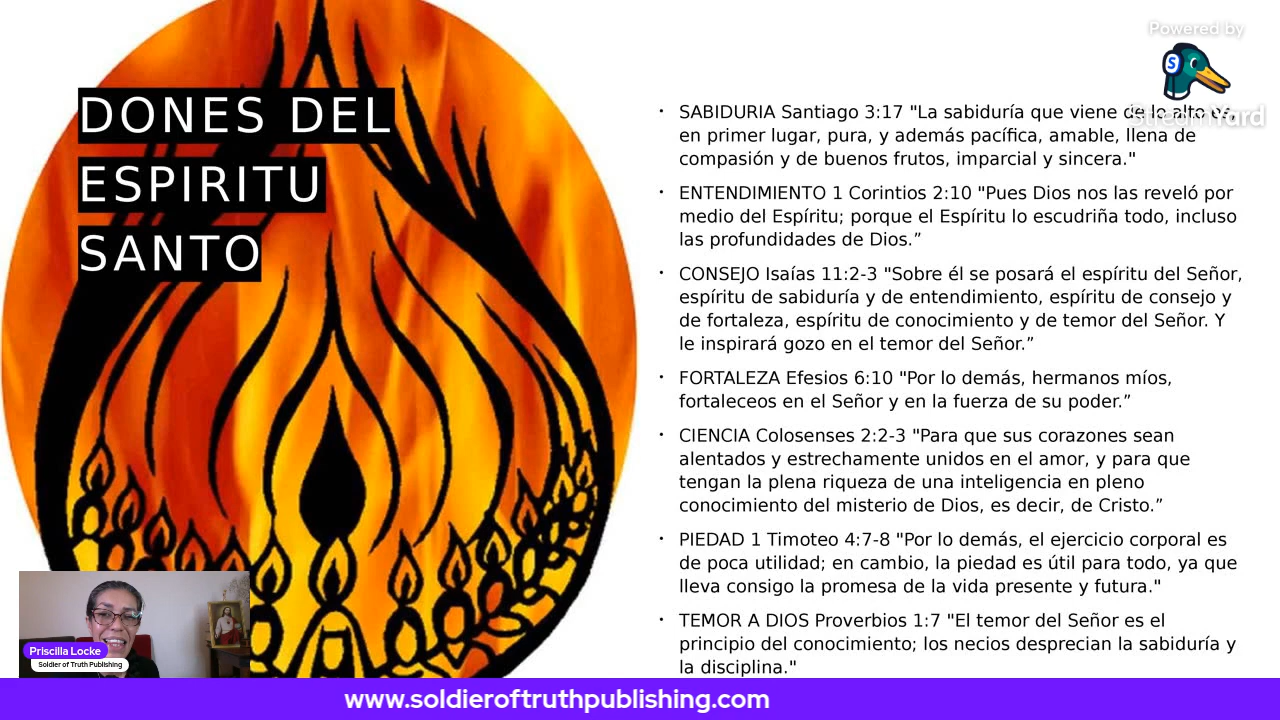 DONES DEL
ESPIRITU
SANTO
Powered by
S
StreamYard
• SABIDURIA Santiago 3:17 "La sabiduría que viene de lo alto es,
en primer lugar, pura, y además pacífica, amable, llena de
compasión y de buenos frutos, imparcial y sincera."
• ENTENDIMIENTO 1 Corintios 2:10 "Pues Dios nos las reveló por
medio del Espíritu; porque el Espíritu lo escudriña todo, incluso
las profundidades de Dios.”
• CONSEJO Isaías 11:2-3 "Sobre él se posará el espíritu del Señor,
espíritu de sabiduría y de entendimiento, espíritu de consejo y
de fortaleza, espíritu de conocimiento y de temor del Señor. Y
le inspirará gozo en el temor del Señor.”
• FORTALEZA Efesios 6:10 "Por lo demás, hermanos míos,
fortaleceos en el Señor y en la fuerza de su poder.”
• CIENCIA Colosenses 2:2-3 "Para que sus corazones sean
alentados y estrechamente unidos en el amor, y para que
tengan la plena riqueza de una inteligencia en pleno
conocimiento del misterio de Dios, es decir, de Cristo.”
• PIEDAD 1 Timoteo 4:7-8 "Por lo demás, el ejercicio corporal es
de poca utilidad; en cambio, la piedad es útil para todo, ya que
lleva consigo la promesa de la vida presente y futura."
• TEMOR A DIOS Proverbios 1:7 "El temor del Señor es el
principio del conocimiento; los necios desprecian la sabiduría y
la disciplina."
Priscilla Locke
Soldier of Truth Publishing
www.soldieroftruthpublishing.com